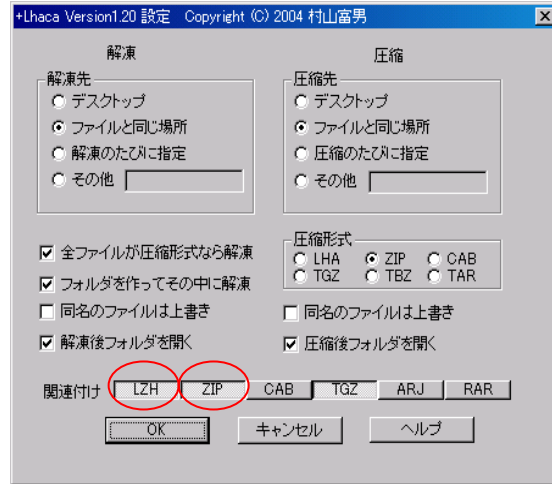 +Lhaca Version1.20 設定 Copyright (C) 2004 村山富男
解凍
解凍先
デスクトップ
ファイルと同じ場所
解凍のたびに指定
その他
全ファイルが圧縮形式なら解凍
フォルダを作ってその中に解凍
同名のファイルは上書き
解凍後フォルダを開く
圧縮
圧縮先
デスクトップ
ファイルと同じ場所
圧縮のたびに指定
その他
圧縮形式
LHA ZIP CAB
TGZ TBZ TAR
同名のファイルは上書き
圧縮後フォルダを開く
関連付け LZH ZIP CAB TGZ ARJ RAR
OK キャンセル ヘルプ